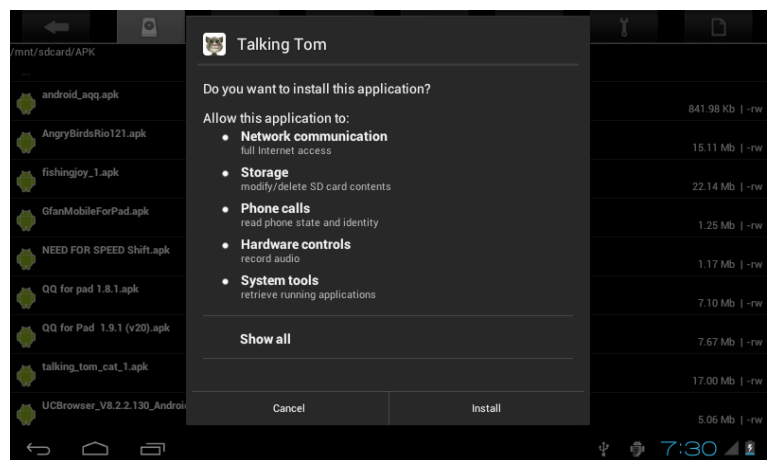 /mnt/sdcard/APK
android_aqq.apk
841.98 Kb | -rw
AngryBirdsRio121.apk
15.11 Mb | -rw
fishingjoy_1.apk
22.14 Mb | -rw
GfanMobileForPad.apk
1.25 Mb | -rw
NEED FOR SPEED Shift.apk
1.17 Mb | -rw
QQ for pad 1.8.1.apk
7.10 Mb | -rw
QQ for Pad 1.9.1 (v20).apk
7.67 Mb | -rw
talking_tom_cat_1.apk
17.00 Mb | -rw
UCBrowser_V8.2.2.130_Androi
5.06 Mb | -rw
Talking Tom
Do you want to install this application?
Allow this application to:
• Network communication
full Internet access
• Storage
modify/delete SD card contents
• Phone calls
read phone state and identity
• Hardware controls
record audio
• System tools
retrieve running applications
Show all
Cancel
Install
7:30